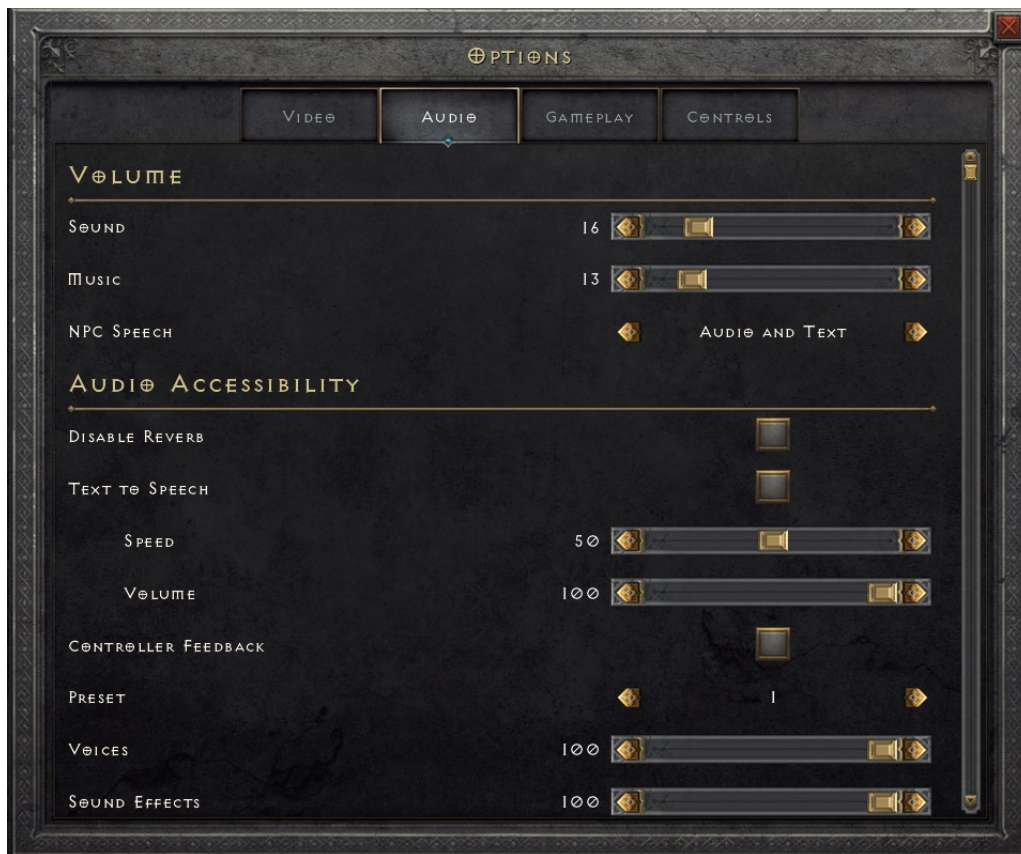 Options
Video Audio Gameplay Controls
Volume
Sound 16
Music 13
NPC Speech Audio and Text
Audio Accessibility
Disable Reverb
Text to Speech
Speed 50
Volume 100
Controller Feedback
Preset 1
Voices 100
Sound Effects 100